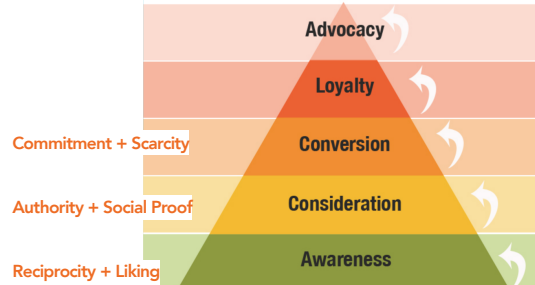 Advocacy
Loyalty
Commitment + Scarcity
Conversion
Authority + Social Proof
Consideration
Reciprocity + Liking
Awareness